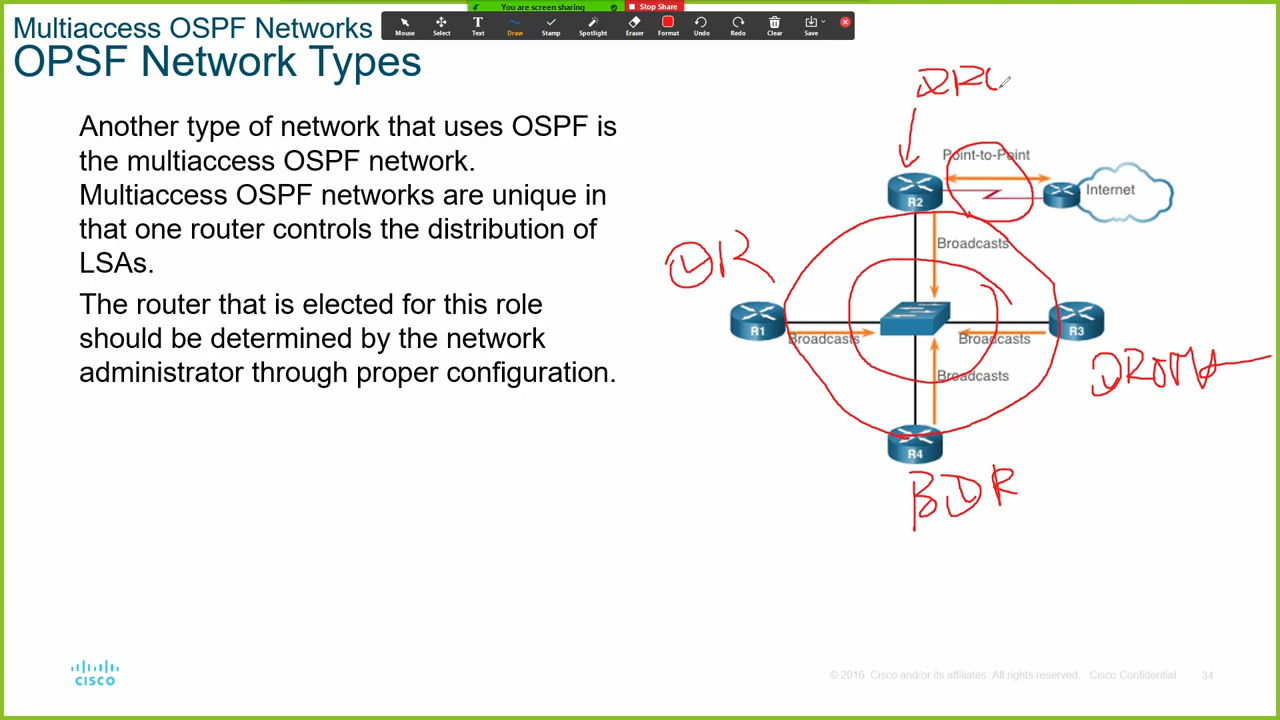 You are screen sharing
Stop Share
Mouse
Select
Text
Draw
Stamp
Spotlight
Eraser
Format
Undo
Redo
Clear
Save
Multiaccess OSPF Networks
OPSF Network Types
Another type of network that uses OSPF is
the multiaccess OSPF network.
Multiaccess OSPF networks are unique in
that one router controls the distribution of
LSAs.
The router that is elected for this role
should be determined by the network
administrator through proper configuration.
Point-to-Point
R2
Internet
Broadcasts
DR
R1
R3
Broadcasts
Broadcasts
Broadcasts
R4
BDR
CISCO
© 2016 Cisco and/or its affiliates. All rights reserved. Cisco Confidential
34